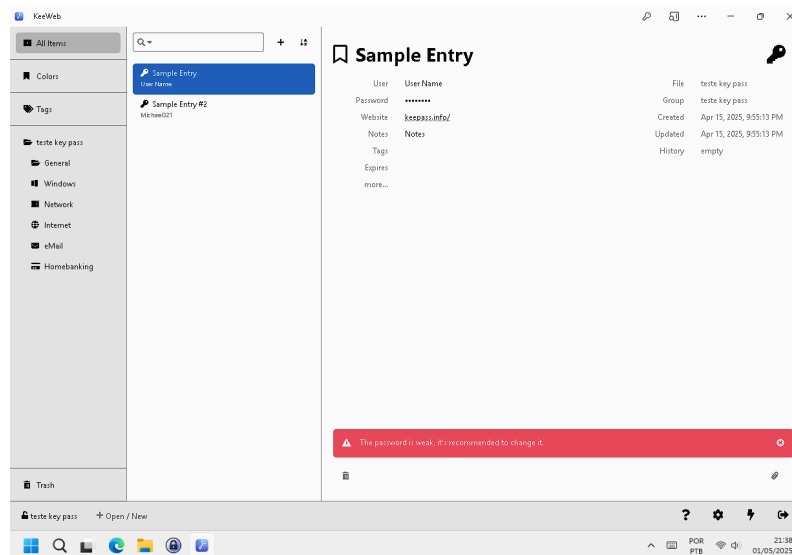 KeeWeb
All Items
Colors
Tags
teste key pass
General
Windows
Network
Internet
eMail
Homebanking
Trash
Sample Entry
User Name
Sample Entry #2
Michael321
Sample Entry
User User Name
Password ••••••••
Website keepass.info/
Notes Notes
Tags
Expires
more...
File teste key pass
Group teste key pass
Created Apr 15, 2025, 9:55:13 PM
Updated Apr 15, 2025, 9:55:13 PM
History empty
The password is weak, it's recommended to change it.
teste key pass + Open / New
POR
PTB
21:38
01/05/2025